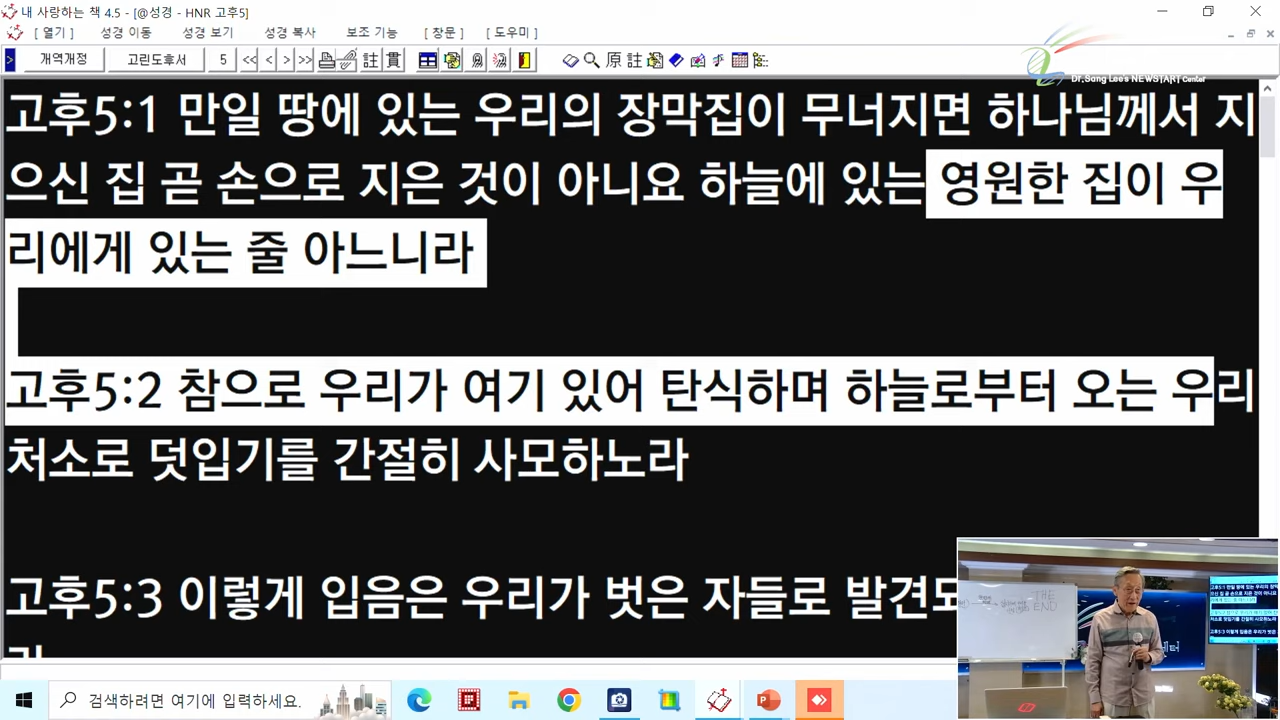 내 사랑하는 책 4.5 - [@성경 - HNR 고후5]
[ 열기 ] 성경 이동 성경 보기 성경 복사 보조 기능 [ 창문 ] [ 도우미 ]
개역개정 고린도후서 5 << < > >> 註 貫 原 註
Dr.Sang Lee's NEWSTART Center
고후5:1 만일 땅에 있는 우리의 장막집이 무너지면 하나님께서 지
으신 집 곧 손으로 지은 것이 아니요 하늘에 있는 영원한 집이 우
리에게 있는 줄 아느니라
고후5:2 참으로 우리가 여기 있어 탄식하며 하늘로부터 오는 우리
처소로 덧입기를 간절히 사모하노라
고후5:3 이렇게 입음은 우리가 벗은 자들로
THE
END
검색하려면 여기에 입력하세요.